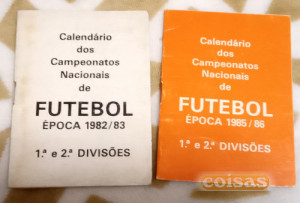 Calendário
dos
Campeonatos
Nacionais
de
FUTEBOL
ÉPOCA 1982/83
1.ª e 2.ª DIVISÕES
Calendário
dos
Campeonatos
Nacionais
de
FUTEBOL
ÉPOCA 1985/86
1.ª e 2.ª DIVISÕES
coisas